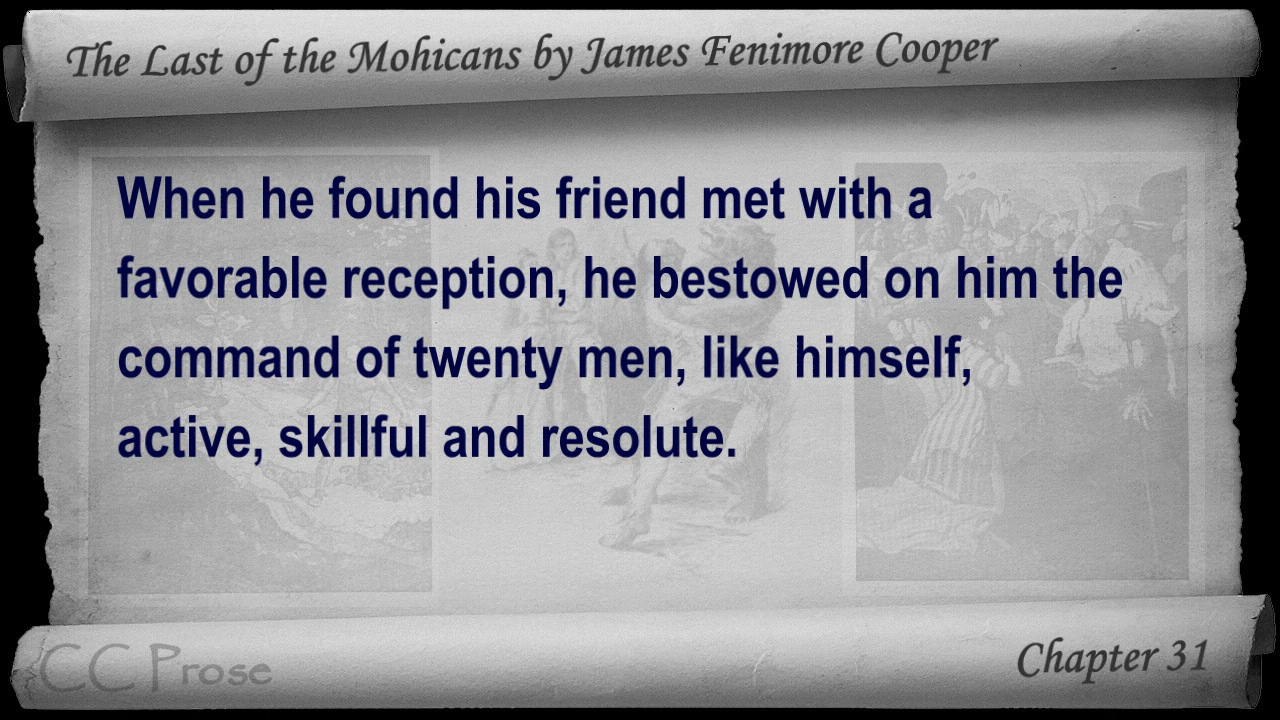 The Last of the Mohicans by James Fenimore Cooper
When he found his friend met with a
favorable reception, he bestowed on him the
command of twenty men, like himself,
active, skillful and resolute.
CC Prose
Chapter 31